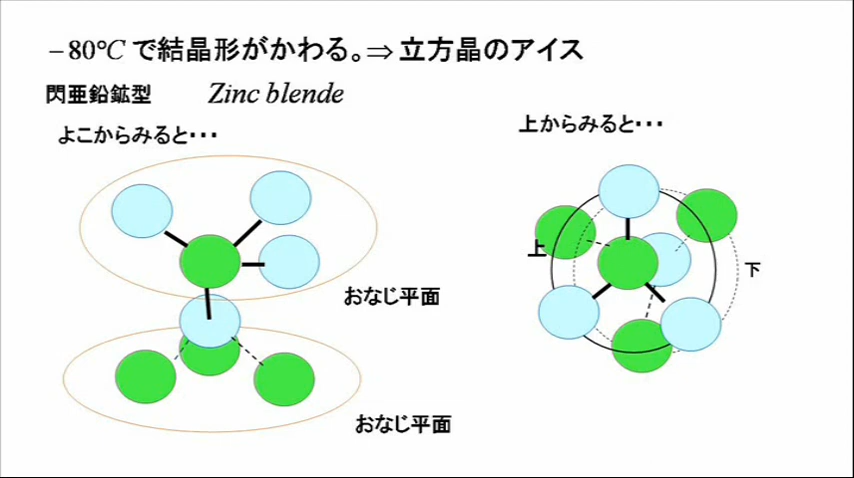 −80℃で結晶形がかわる。⇒立方晶のアイス
閃亜鉛鉱型 Zinc blende
よこからみると・・・
上からみると・・・
上
下
おなじ平面
おなじ平面